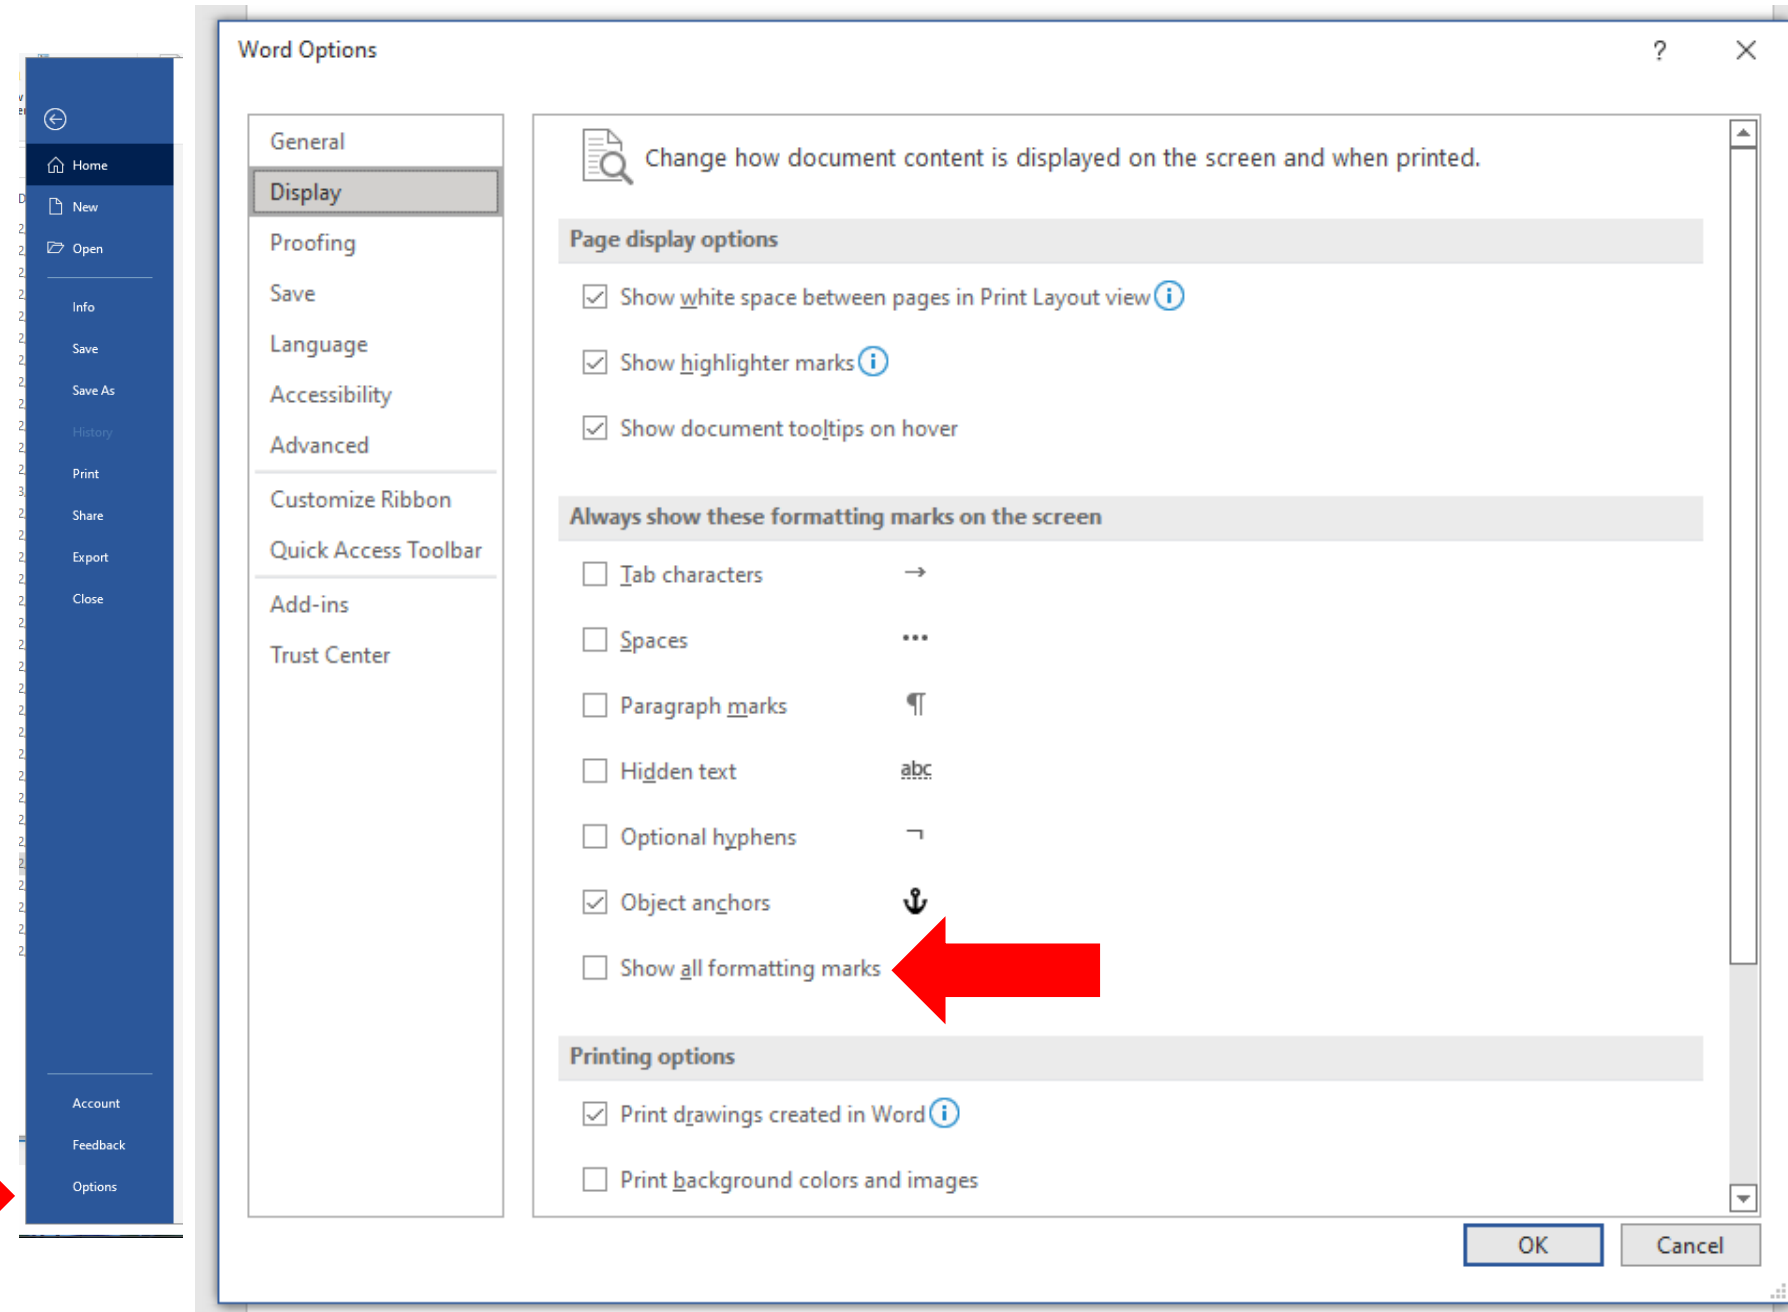 Home
New
Open
Info
Save
Save As
History
Print
Share
Export
Close
Account
Feedback
Options
Word Options
?
General
Display
Proofing
Save
Language
Accessibility
Advanced
Customize Ribbon
Quick Access Toolbar
Add-ins
Trust Center
Change how document content is displayed on the screen and when printed.
Page display options
Show white space between pages in Print Layout view
Show highlighter marks
Show document tooltips on hover
Always show these formatting marks on the screen
Tab characters →
Spaces •••
Paragraph marks ¶
Hidden text abc
Optional hyphens ¬
Object anchors
Show all formatting marks
Printing options
Print drawings created in Word
Print background colors and images
OK Cancel